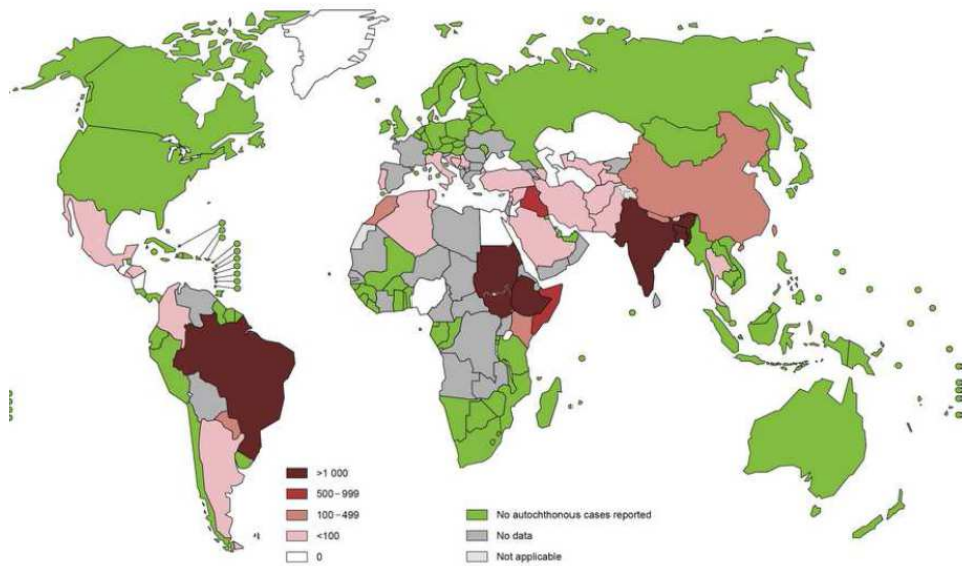 >1 000
500–999
100–499
<100
0
No autochthonous cases reported
No data
Not applicable